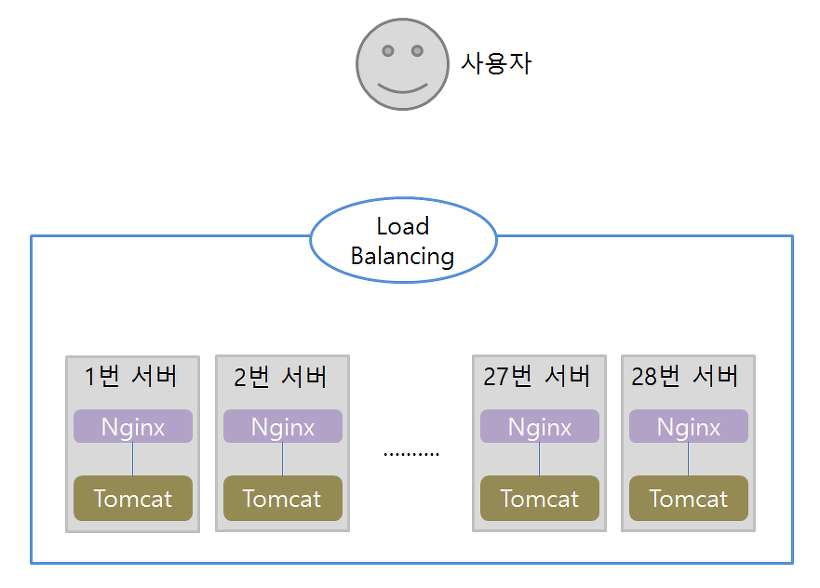 사용자
Load
Balancing
1번 서버
2번 서버
27번 서버
28번 서버
Nginx
Nginx
Nginx
Nginx
..........
Tomcat
Tomcat
Tomcat
Tomcat